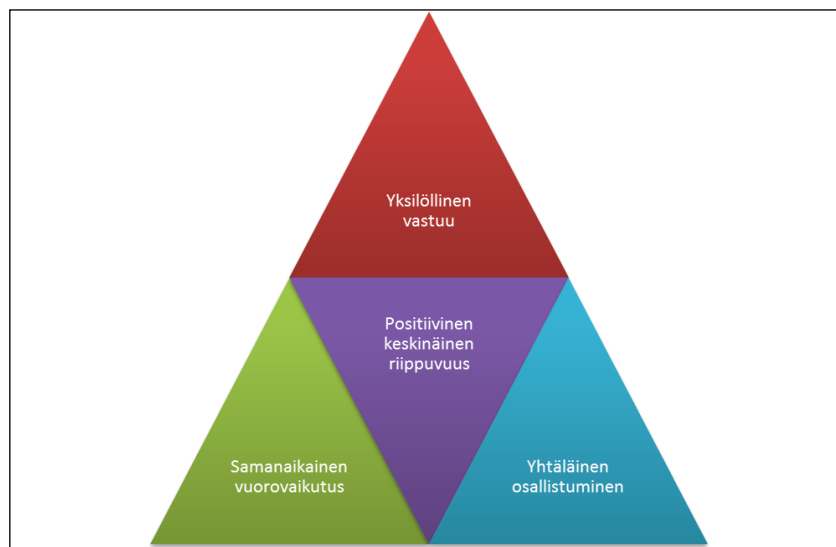 Yksilöllinen
vastuu
Positiivinen
keskinäinen
riippuvuus
Samanaikainen
vuorovaikutus
Yhtäläinen
osallistuminen